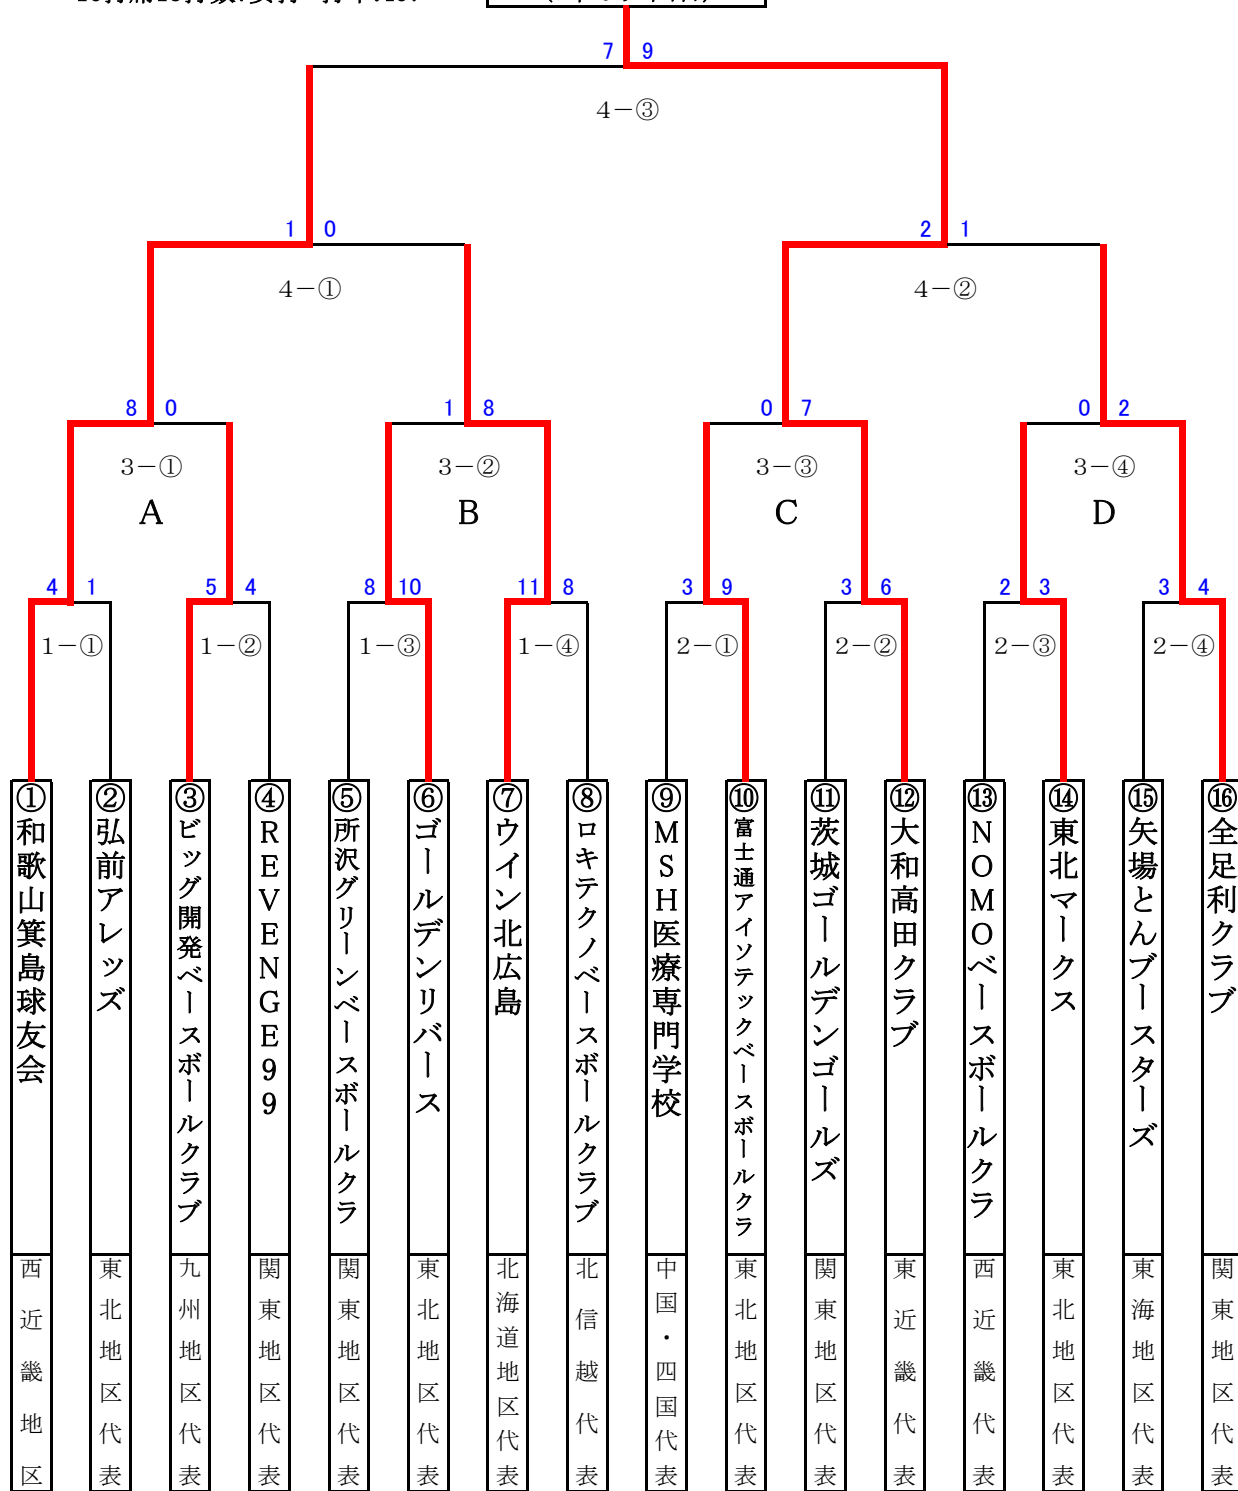 7 9
4－③
1 0
2 1
4－①
4－②
8 0
1 8
0 7
0 2
3－①
3－②
3－③
3－④
A
B
C
D
4 1
5 4
8 10
11 8
3 9
3 6
2 3
3 4
1－①
1－②
1－③
1－④
2－①
2－②
2－③
2－④
①和歌山箕島球友会
②弘前アレッズ
③ビッグ開発ベースボールクラブ
④REVENGE99
⑤所沢グリーンベースボールクラ
⑥ゴールデンリバース
⑦ウイン北広島
⑧ロキテクノベースボールクラブ
⑨MSH医療専門学校
⑩富士通アイソテックベースボールクラ
⑪茨城ゴールデンゴールズ
⑫大和高田クラブ
⑬NOMOベースボールクラ
⑭東北マークス
⑮矢場とんブースターズ
⑯全足利クラブ
西近畿地区
東北地区代表
九州地区代表
関東地区代表
関東地区代表
東北地区代表
北海道地区代表
北信越代表
中国・四国代表
東北地区代表
関東地区代表
東近畿代表
西近畿代表
東北地区代表
東海地区代表
関東地区代表